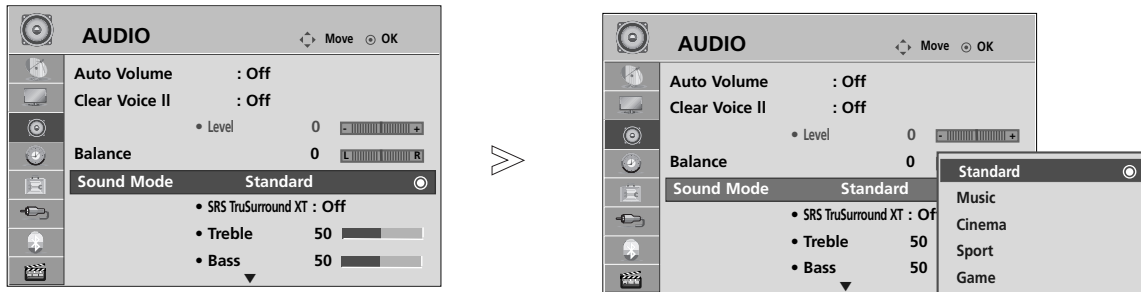 AUDIO
Move OK
Auto Volume : Off
Clear Voice II : Off
• Level 0 - +
Balance 0 L R
Sound Mode Standard
• SRS TruSurround XT : Off
• Treble 50
• Bass 50
AUDIO
Move OK
Auto Volume : Off
Clear Voice II : Off
• Level 0 - +
Balance 0
Sound Mode Standard
• SRS TruSurround XT : Of
• Treble 50
• Bass 50
Standard
Music
Cinema
Sport
Game